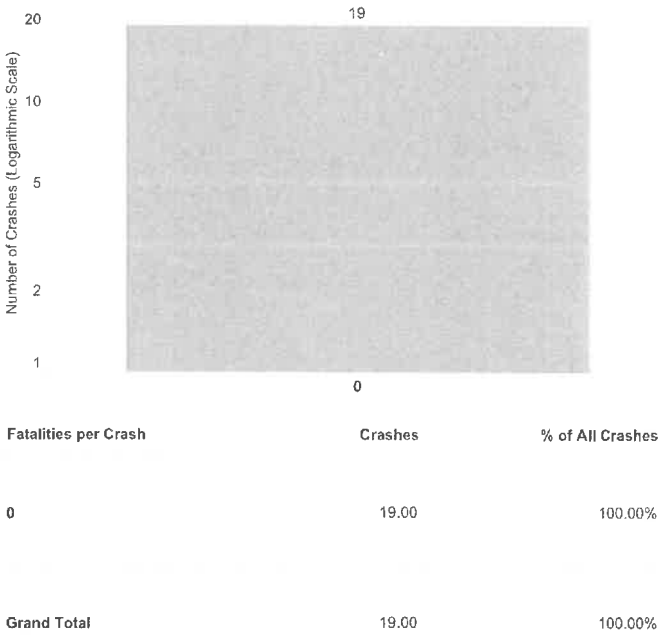 19
20
10
5
2
1
Number of Crashes (Logarithmic Scale)
0
Fatalities per Crash Crashes % of All Crashes
0 19.00 100.00%
Grand Total 19.00 100.00%